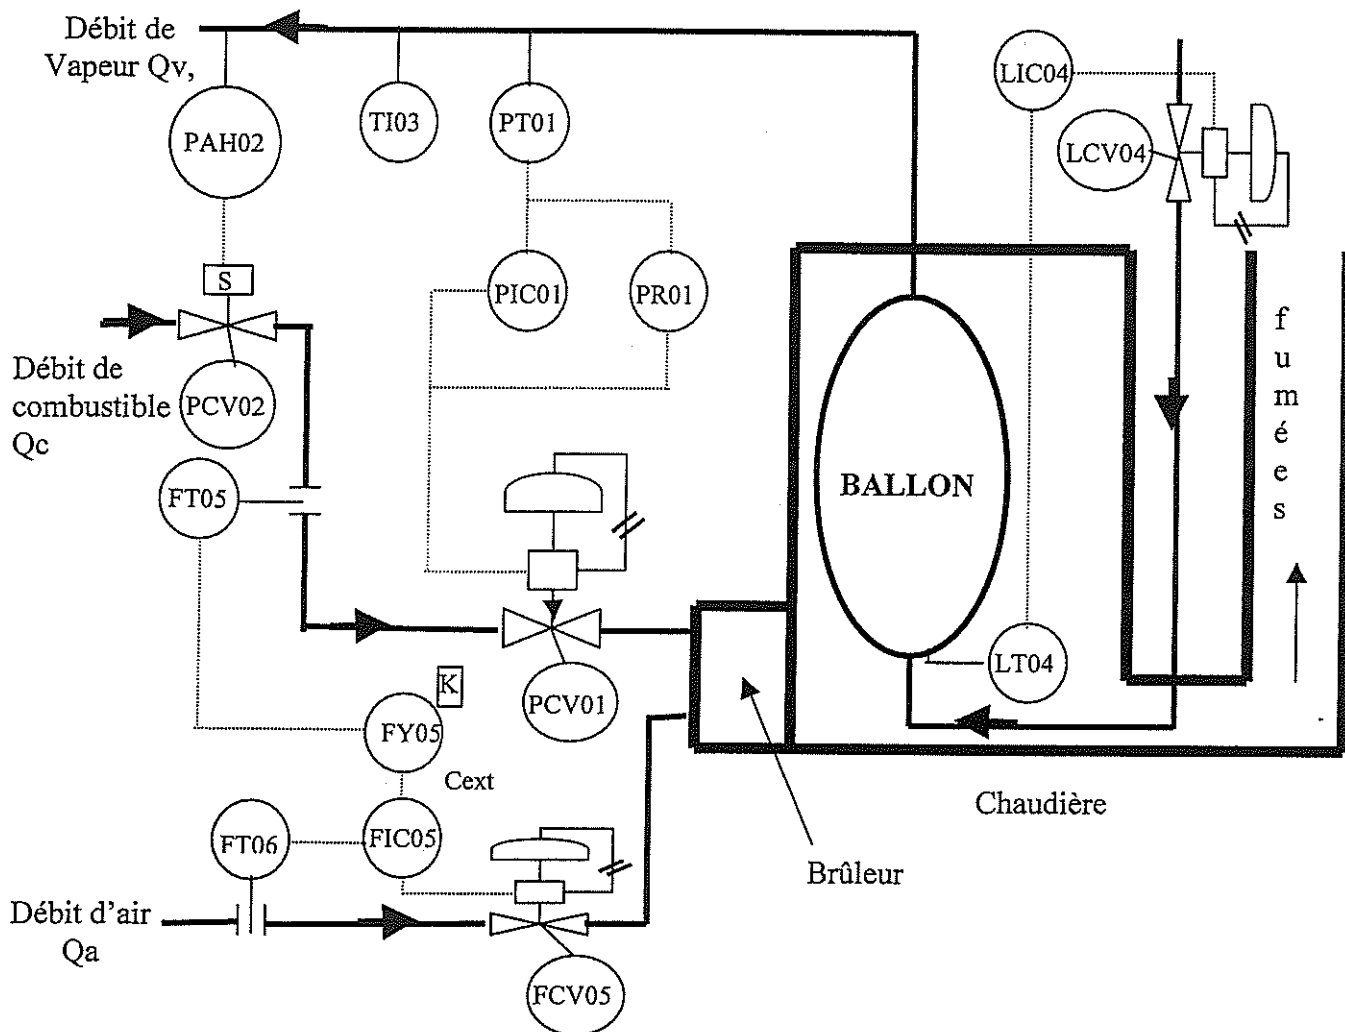 Débit de
Vapeur Qv,
PAH02
TI03
PT01
LIC04
LCV04
S
PIC01
PR01
Débit de
combustible
Qc
PCV02
FT05
BALLON
f
u
m
é
e
s
LT04
K
PCV01
FY05
Cext
Chaudière
FT06
FIC05
Brûleur
Débit d'air
Qa
FCV05